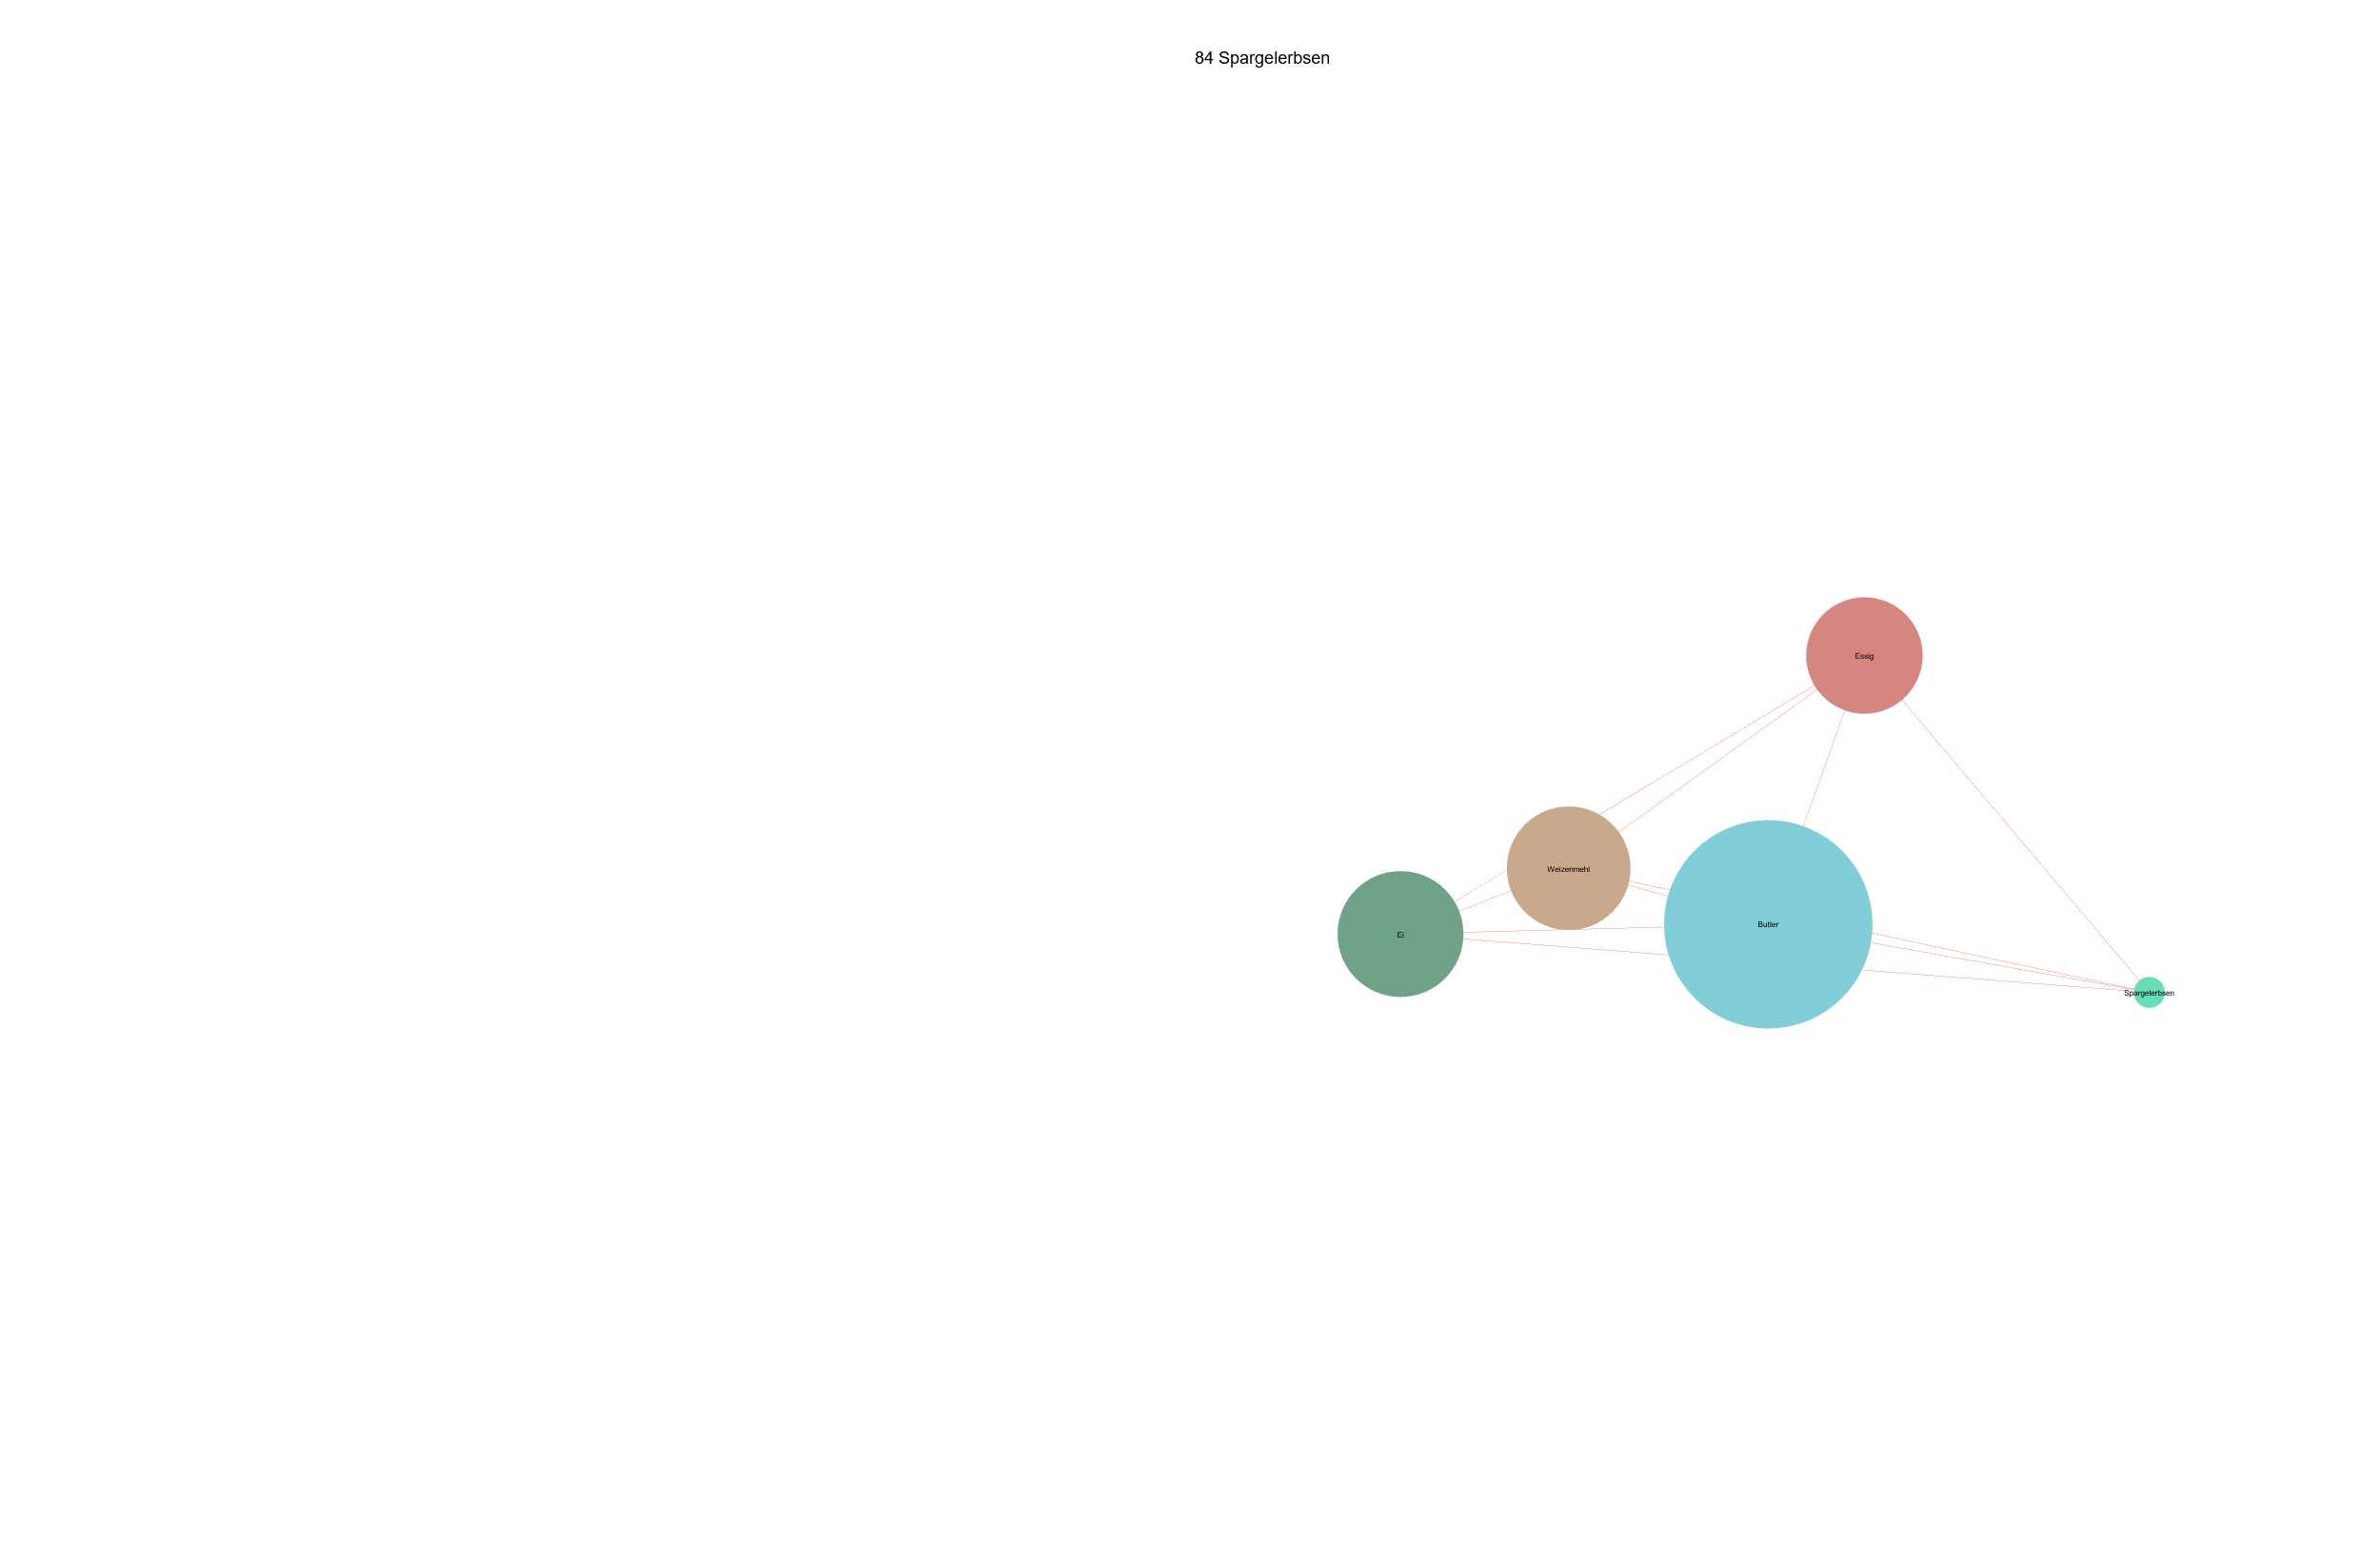 84 Spargelerbsen
Essig
Weizenmehl
Butter
Ei
Spargelerbsen